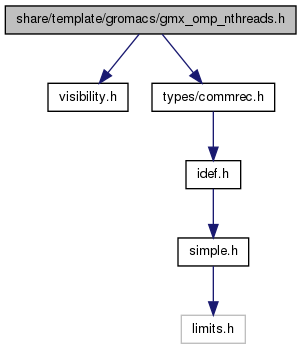 share/template/gromacs/gmx_omp_nthreads.h
visibility.h
types/commrec.h
idef.h
simple.h
limits.h